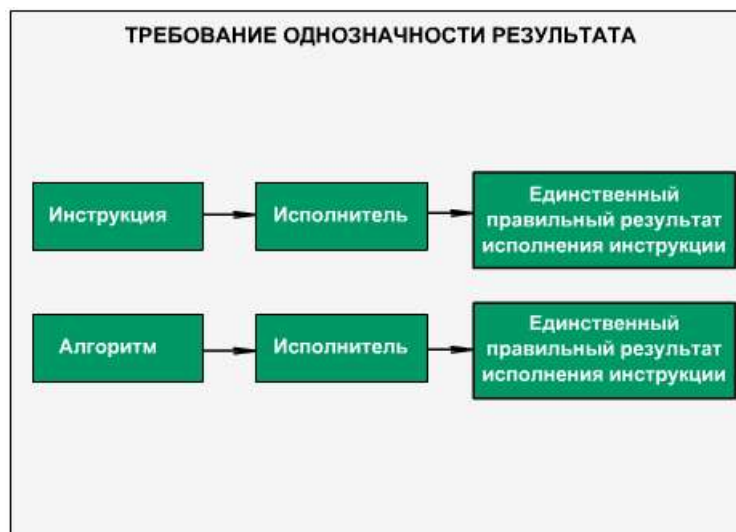 ТРЕБОВАНИЕ ОДНОЗНАЧНОСТИ РЕЗУЛЬТАТА
Инструкция
Исполнитель
Единственный
правильный результат
исполнения инструкции
Алгоритм
Исполнитель
Единственный
правильный результат
исполнения инструкции